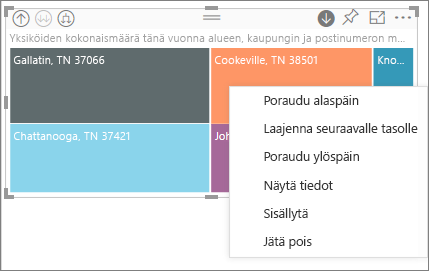 Yksiköiden kokonaismäärä tänä vuonna alueen, kaupungin ja postinumeron m...
Gallatin, TN 37066
Cookeville, TN 38501
Kno...
Chattanooga, TN 37421
Joh
Poraudu alaspäin
Laajenna seuraavalle tasolle
Poraudu ylöspäin
Näytä tiedot
Sisällytä
Jätä pois